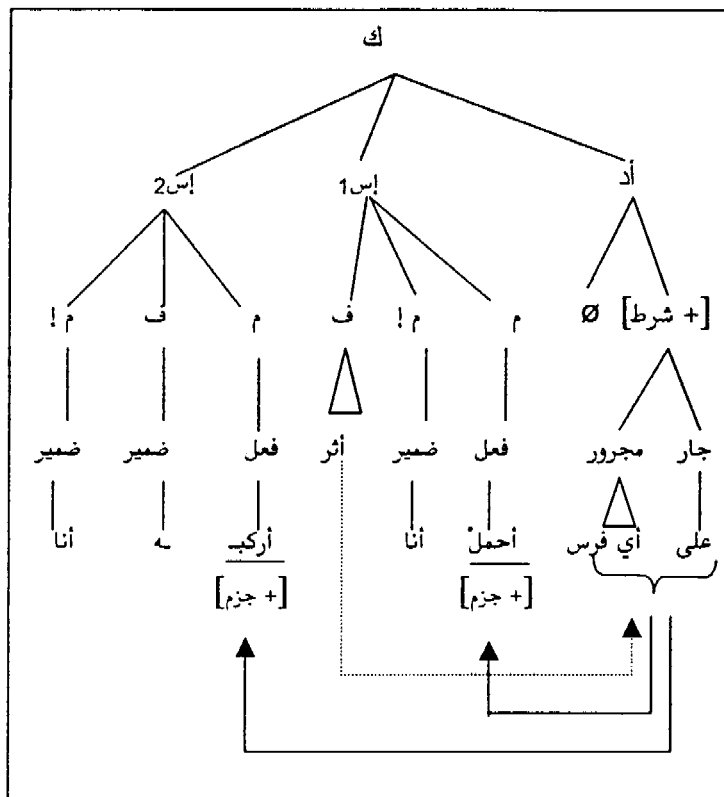 ك
أد إس1 إس2
[+ شرط] Ø م م ! ف م ف م !
جار مجرور فعل ضمير أثر فعل ضمير ضمير
على أي فرس أحملْ أنا أركبـ ـه أنا
[+ جزم] [+ جزم]